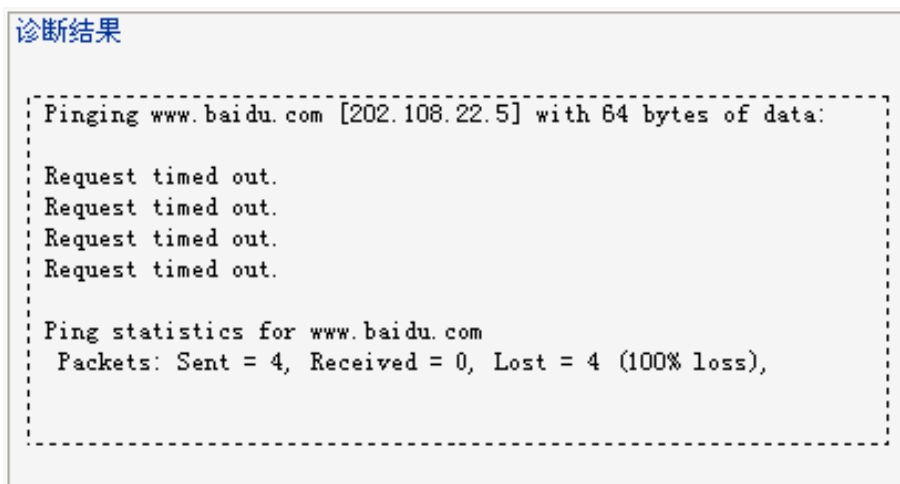 诊断结果
Pinging www.baidu.com [202.108.22.5] with 64 bytes of data:
Request timed out.
Request timed out.
Request timed out.
Request timed out.
Ping statistics for www.baidu.com
Packets: Sent = 4, Received = 0, Lost = 4 (100% loss),